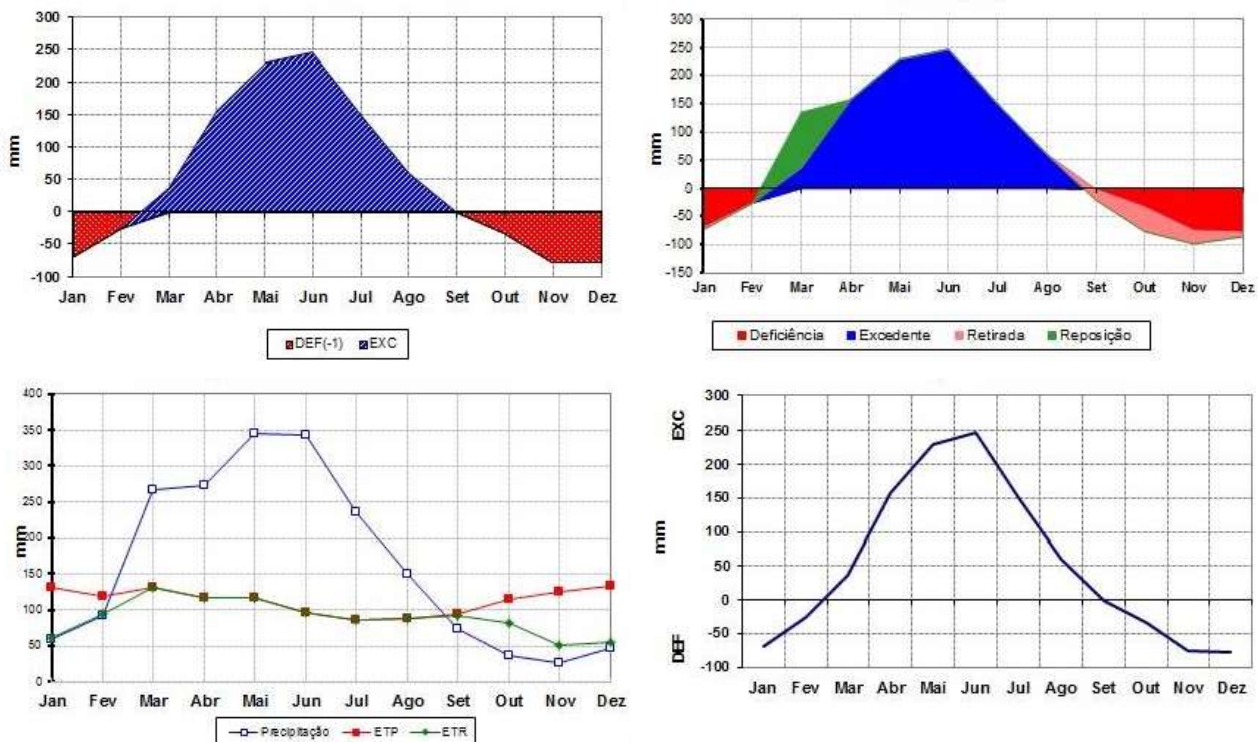 300
250
200
150
100
50
0
-50
-100
mm
Jan Fev Mar Abr Mai Jun Jul Ago Set Out Nov Dez
DEF(-1) EXC
300
250
200
150
100
50
0
-50
-100
-150
mm
Jan Fev Mar Abr Mai Jun Jul Ago Set Out Nov Dez
Deficiência Excedente Retirada Reposição
400
350
300
250
200
150
100
50
0
mm
Jan Fev Mar Abr Mai Jun Jul Ago Set Out Nov Dez
Precipitação ETP ETR
300
250
200
150
100
50
0
-50
-100
EXC
mm
DEF
Jan Fev Mar Abr Mai Jun Jul Ago Set Out Nov Dez